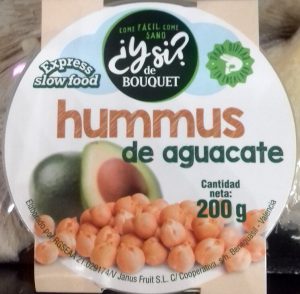 COME FÁCIL COME
SANO
¿Y si?
de
BOUQUET
Express
slow food
P
hummus
de aguacate
Cantidad
neta:
200 g
Janus Fruit S.L. C/ Cooperativa, s/n. Valencia